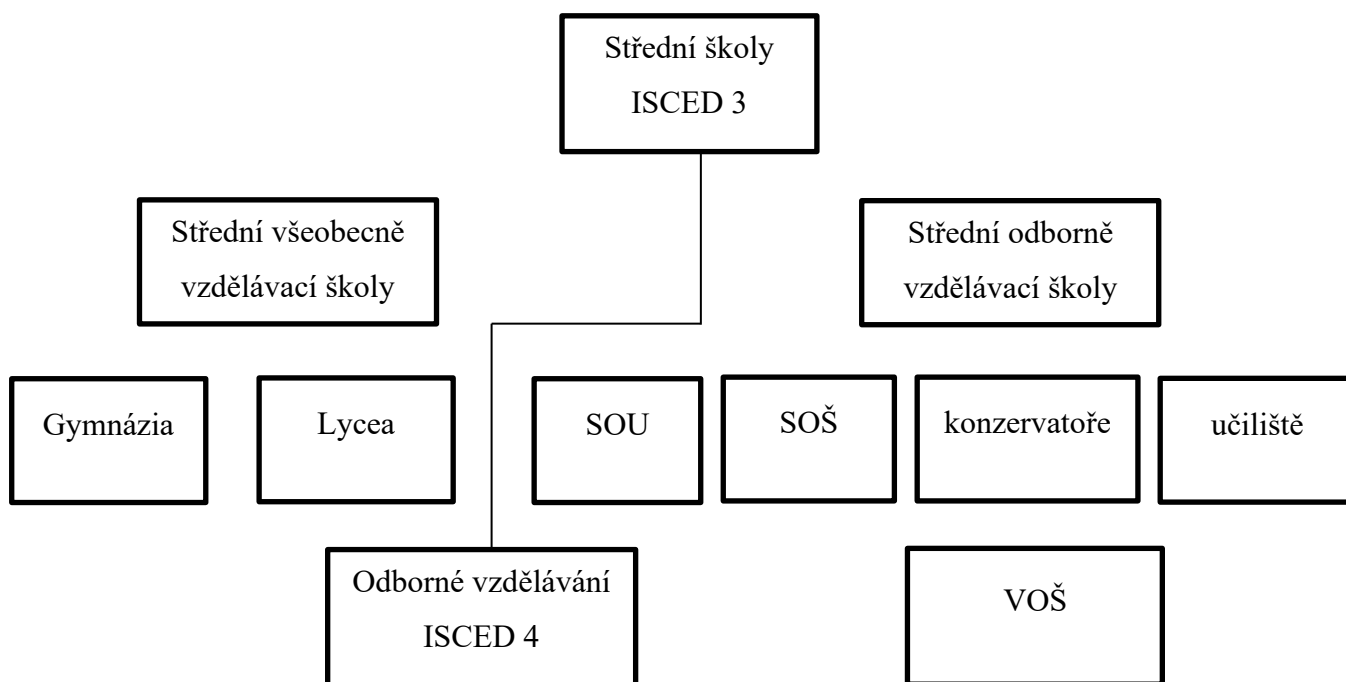 Střední školy
ISCED 3
Střední všeobecně
vzdělávací školy
Střední odborně
vzdělávací školy
Gymnázia
Lycea
SOU
SOŠ
konzervatoře
učiliště
Odborné vzdělávání
ISCED 4
VOŠ